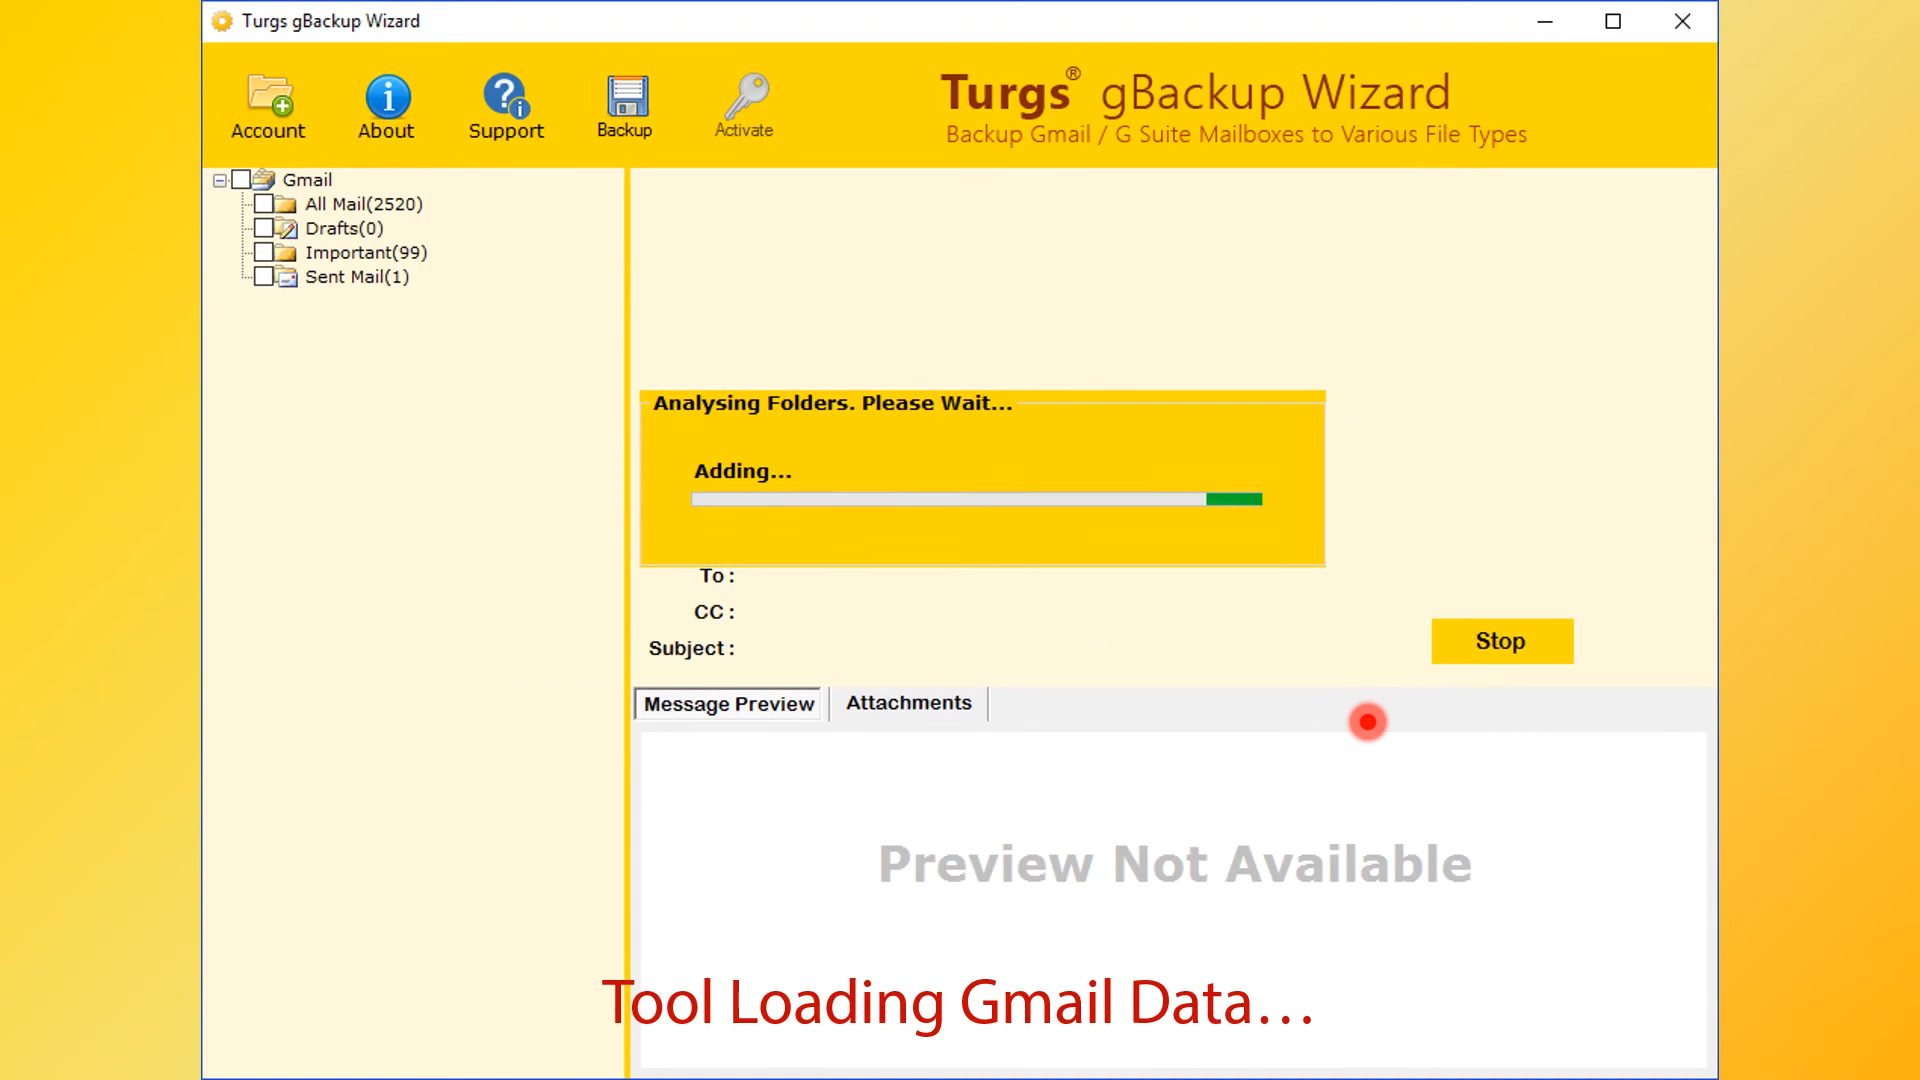 Turgs gBackup Wizard
Account
About
Support
Backup
Activate
Turgs® gBackup Wizard
Backup Gmail / G Suite Mailboxes to Various File Types
Gmail
All Mail(2520)
Drafts(0)
Important(99)
Sent Mail(1)
Analysing Folders. Please Wait...
Adding...
To :
CC :
Subject :
Stop
Message Preview
Attachments
Preview Not Available
Tool Loading Gmail Data...